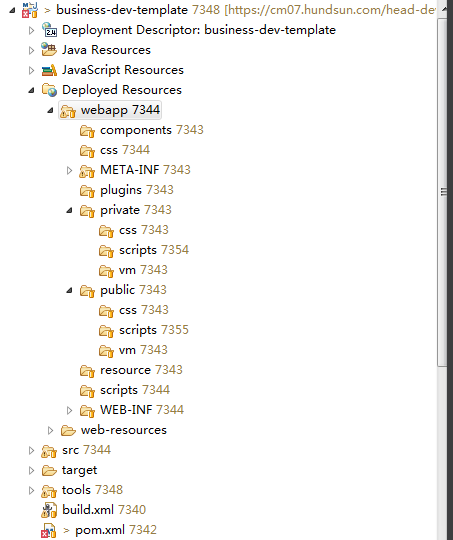 > business-dev-template 7348 [https://cm07.hundsun.com/head-de
Deployment Descriptor: business-dev-template
Java Resources
JavaScript Resources
Deployed Resources
webapp 7344
components 7343
css 7344
META-INF 7343
plugins 7343
private 7343
css 7343
scripts 7354
vm 7343
public 7343
css 7343
scripts 7355
vm 7343
resource 7343
scripts 7344
WEB-INF 7344
web-resources
src 7344
target
tools 7348
build.xml 7340
> pom.xml 7342